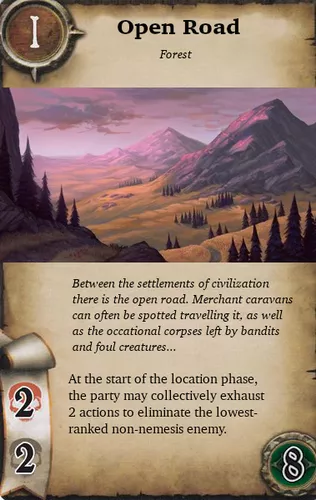 I
Open Road
Forest
Between the settlements of civilization
there is the open road. Merchant caravans
can often be spotted travelling it, as well
as the occational corpses left by bandits
and foul creatures...
At the start of the location phase,
the party may collectively exhaust
2 actions to eliminate the lowest-
ranked non-nemesis enemy.
2
2
8